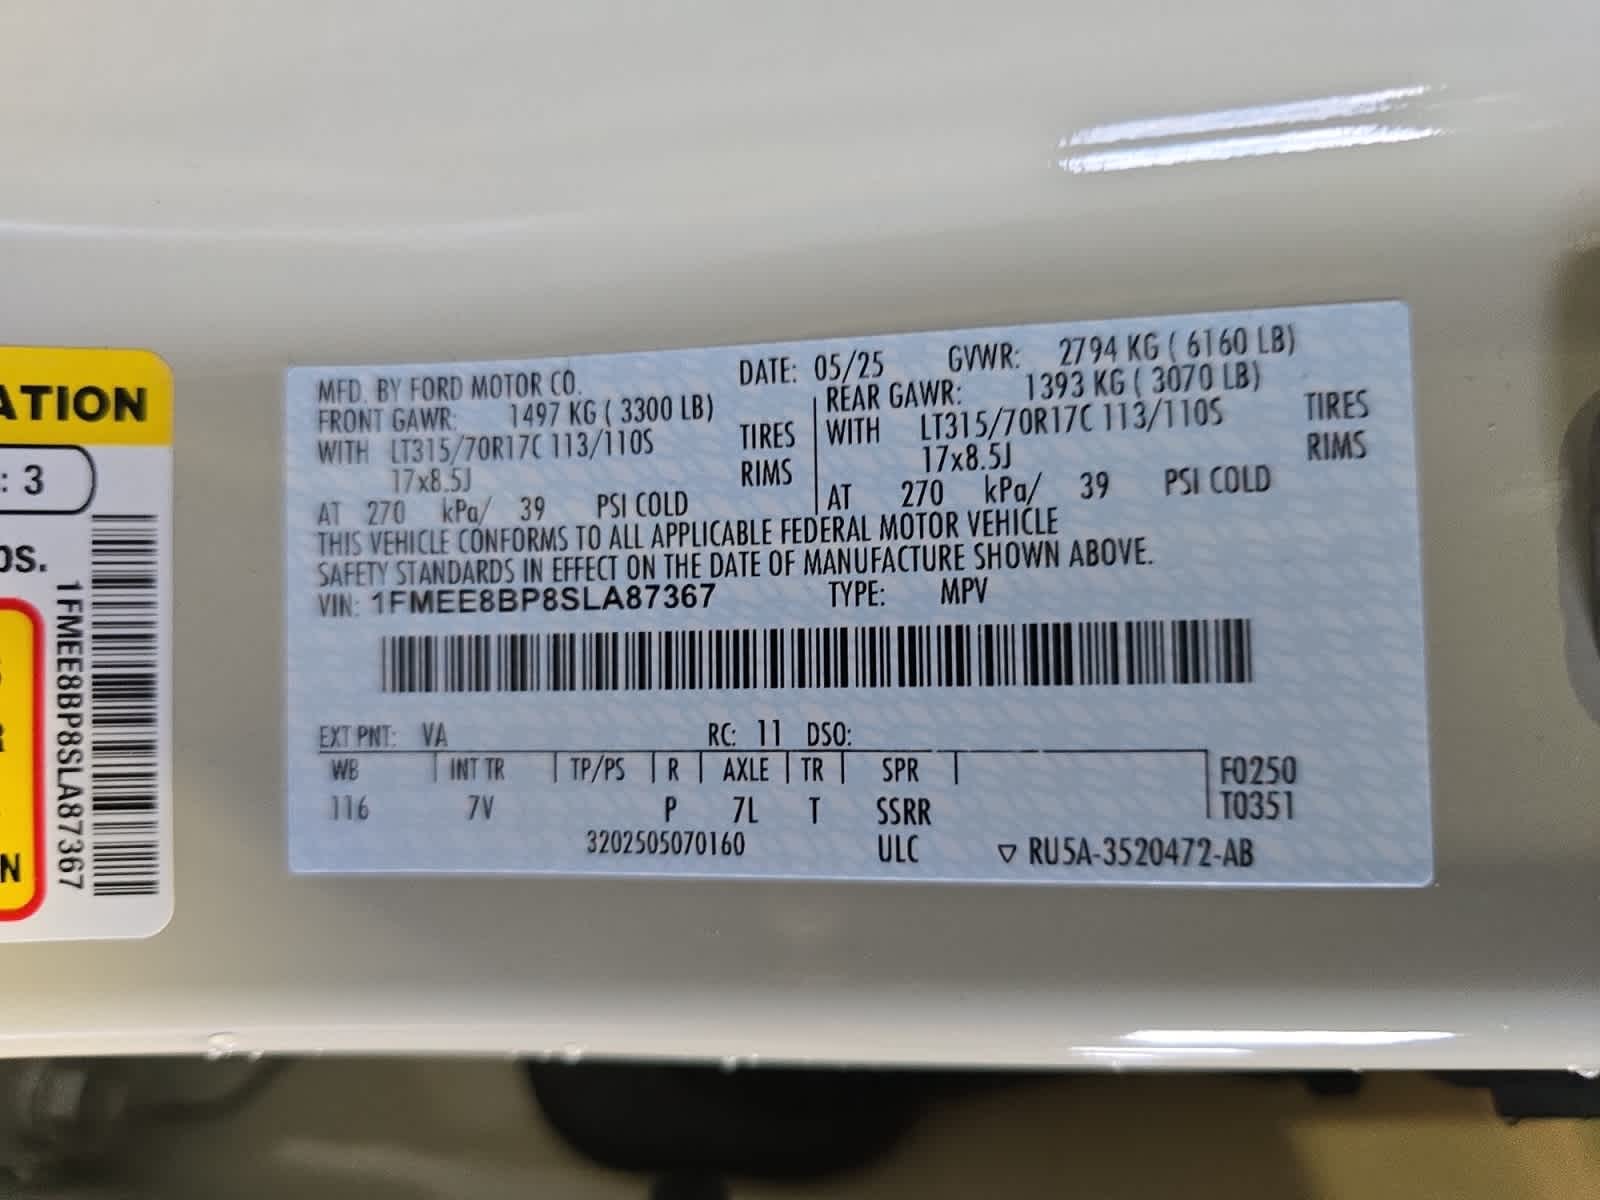 ATION
: 3
1FMEE8BP8SLA87367
N
MFD. BY FORD MOTOR CO. DATE: 05/25 GVWR: 2794 KG ( 6160 LB)
FRONT GAWR: 1497 KG ( 3300 LB) REAR GAWR: 1393 KG ( 3070 LB)
WITH LT315/70R17C 113/110S TIRES WITH LT315/70R17C 113/110S TIRES
17x8.5J RIMS 17x8.5J RIMS
AT 270 kPa/ 39 PSI COLD AT 270 kPa/ 39 PSI COLD
THIS VEHICLE CONFORMS TO ALL APPLICABLE FEDERAL MOTOR VEHICLE
SAFETY STANDARDS IN EFFECT ON THE DATE OF MANUFACTURE SHOWN ABOVE.
VIN: 1FMEE8BP8SLA87367 TYPE: MPV
EXT PNT: VA RC: 11 DSO:
WB INT TR TP/PS R AXLE TR SPR F0250
116 7V P 7L T SSRR T0351
3202505070160 ULC ▽ RU5A-3520472-AB